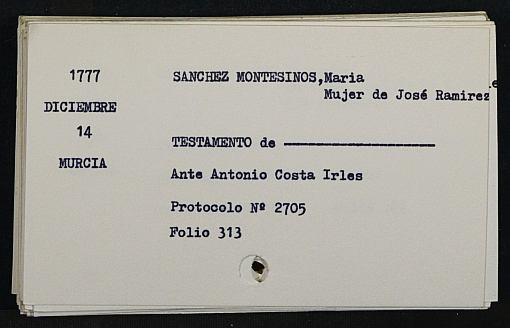 1777
DICIEMBRE
14
MURCIA
SANCHEZ MONTESINOS,Maria
Mujer de José Ramirez
TESTAMENTO de ——————————
Ante Antonio Costa Irles
Protocolo Nº 2705
Folio 313